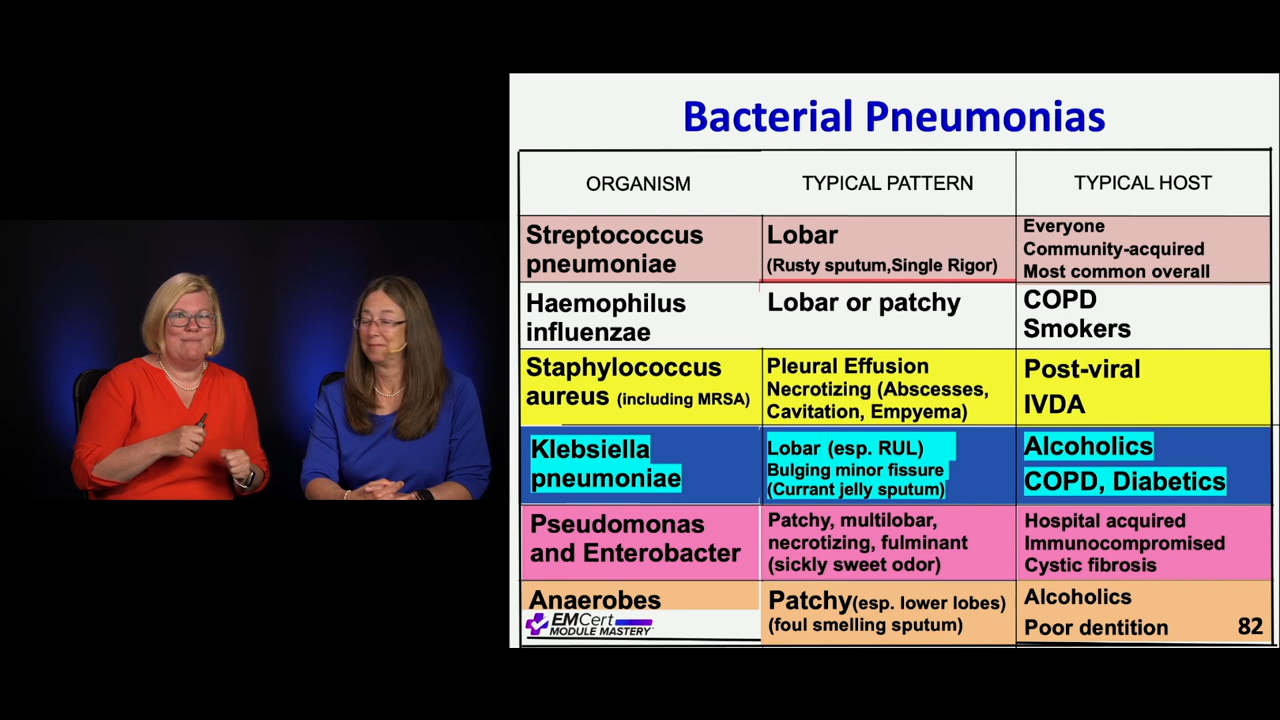 Bacterial Pneumonias
ORGANISM
TYPICAL PATTERN
TYPICAL HOST
Streptococcus
pneumoniae
Lobar
(Rusty sputum,Single Rigor)
Everyone
Community-acquired
Most common overall
Haemophilus
influenzae
Lobar or patchy
COPD
Smokers
Staphylococcus
aureus (including MRSA)
Pleural Effusion
Necrotizing (Abscesses,
Cavitation, Empyema)
Post-viral
IVDA
Klebsiella
pneumoniae
Lobar (esp. RUL)
Bulging minor fissure
(Currant jelly sputum)
Alcoholics
COPD, Diabetics
Pseudomonas
and Enterobacter
Patchy, multilobar,
necrotizing, fulminant
(sickly sweet odor)
Hospital acquired
Immunocompromised
Cystic fibrosis
Anaerobes
Patchy(esp. lower lobes)
(foul smelling sputum)
Alcoholics
Poor dentition
EMCert
MODULE MASTERY
82